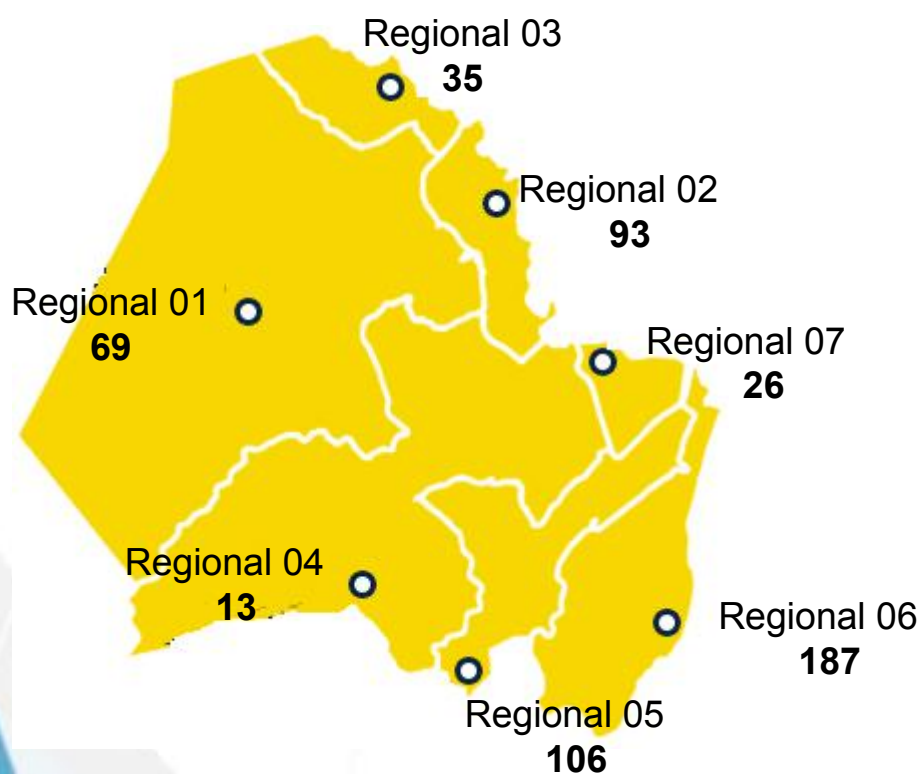 Regional 03
35
Regional 02
93
Regional 01
69
Regional 07
26
Regional 04
13
Regional 06
187
Regional 05
106